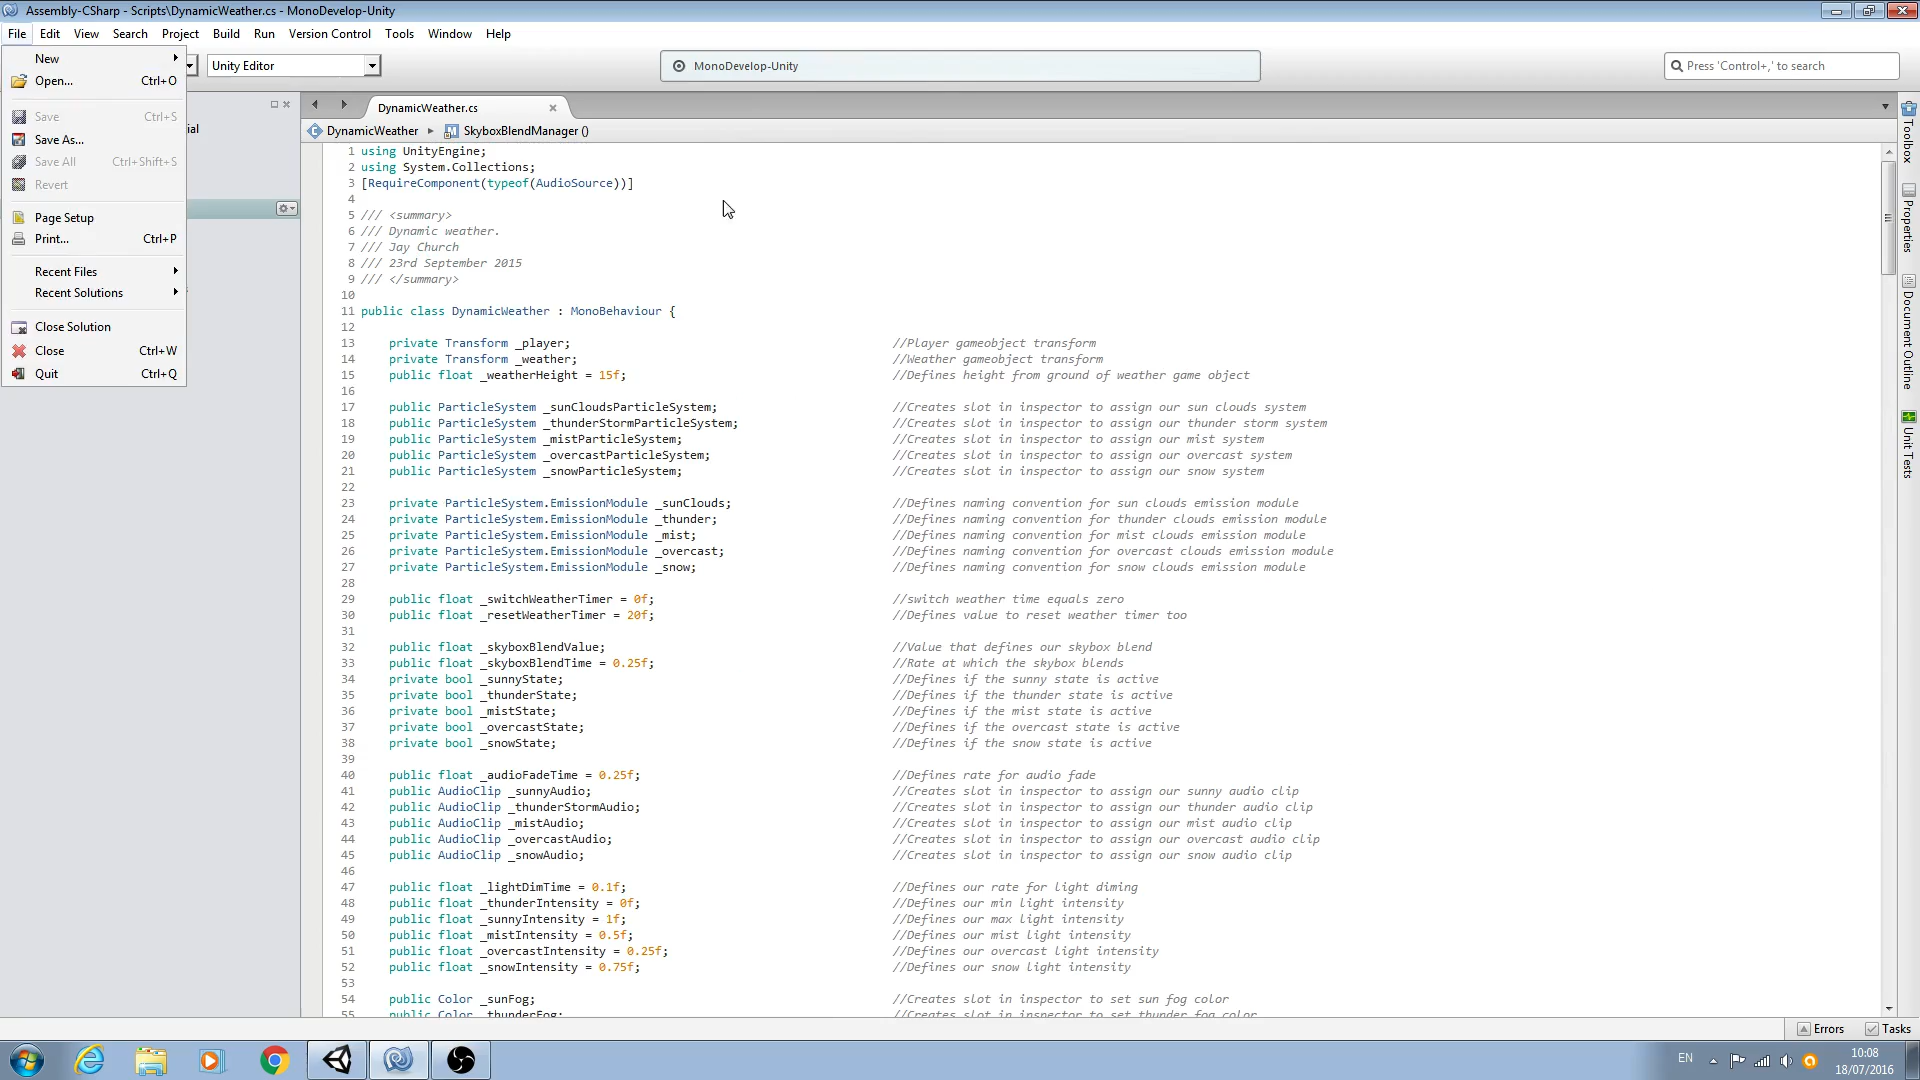 Assembly-CSharp - Scripts\DynamicWeather.cs - MonoDevelop-Unity
File Edit View Search Project Build Run Version Control Tools Window Help
Unity Editor
MonoDevelop-Unity
Press 'Control+,' to search
New
Open... Ctrl+O
Save Ctrl+S
Save As...
Save All Ctrl+Shift+S
Revert
Page Setup
Print... Ctrl+P
Recent Files
Recent Solutions
Close Solution
Close Ctrl+W
Quit Ctrl+Q
DynamicWeather.cs
DynamicWeather SkyboxBlendManager ()
1 using UnityEngine;
2 using System.Collections;
3 [RequireComponent(typeof(AudioSource))]
4
5 /// <summary>
6 /// Dynamic weather.
7 /// Jay Church
8 /// 23rd September 2015
9 /// </summary>
10
11 public class DynamicWeather : MonoBehaviour {
12
13 private Transform _player; //Player gameobject transform
14 private Transform _weather; //Weather gameobject transform
15 public float _weatherHeight = 15f; //Defines height from ground of weather game object
16
17 public ParticleSystem _sunCloudsParticleSystem; //Creates slot in inspector to assign our sun clouds system
18 public ParticleSystem _thunderStormParticleSystem; //Creates slot in inspector to assign our thunder storm system
19 public ParticleSystem _mistParticleSystem; //Creates slot in inspector to assign our mist system
20 public ParticleSystem _overcastParticleSystem; //Creates slot in inspector to assign our overcast system
21 public ParticleSystem _snowParticleSystem; //Creates slot in inspector to assign our snow system
22
23 private ParticleSystem.EmissionModule _sunClouds; //Defines naming convention for sun clouds emission module
24 private ParticleSystem.EmissionModule _thunder; //Defines naming convention for thunder clouds emission module
25 private ParticleSystem.EmissionModule _mist; //Defines naming convention for mist clouds emission module
26 private ParticleSystem.EmissionModule _overcast; //Defines naming convention for overcast clouds emission module
27 private ParticleSystem.EmissionModule _snow; //Defines naming convention for snow clouds emission module
28
29 public float _switchWeatherTimer = 0f; //switch weather time equals zero
30 public float _resetWeatherTimer = 20f; //Defines value to reset weather timer too
31
32 public float _skyboxBlendValue; //Value that defines our skybox blend
33 public float _skyboxBlendTime = 0.25f; //Rate at which the skybox blends
34 private bool _sunnyState; //Defines if the sunny state is active
35 private bool _thunderState; //Defines if the thunder state is active
36 private bool _mistState; //Defines if the mist state is active
37 private bool _overcastState; //Defines if the overcast state is active
38 private bool _snowState; //Defines if the snow state is active
39
40 public float _audioFadeTime = 0.25f; //Defines rate for audio fade
41 public AudioClip _sunnyAudio; //Creates slot in inspector to assign our sunny audio clip
42 public AudioClip _thunderStormAudio; //Creates slot in inspector to assign our thunder audio clip
43 public AudioClip _mistAudio; //Creates slot in inspector to assign our mist audio clip
44 public AudioClip _overcastAudio; //Creates slot in inspector to assign our overcast audio clip
45 public AudioClip _snowAudio; //Creates slot in inspector to assign our snow audio clip
46
47 public float _lightDimTime = 0.1f; //Defines our rate for light diming
48 public float _thunderIntensity = 0f; //Defines our min light intensity
49 public float _sunnyIntensity = 1f; //Defines our max light intensity
50 public float _mistIntensity = 0.5f; //Defines our mist light intensity
51 public float _overcastIntensity = 0.25f; //Defines our overcast light intensity
52 public float _snowIntensity = 0.75f; //Defines our snow light intensity
53
54 public Color _sunFog; //Creates slot in inspector to set sun fog color
55 public Color _thunderFog; //Creates slot in inspector to set thunder fog color
Toolbox
Properties
Document Outline
Unit Tests
Errors Tasks
EN
10:08
18/07/2016